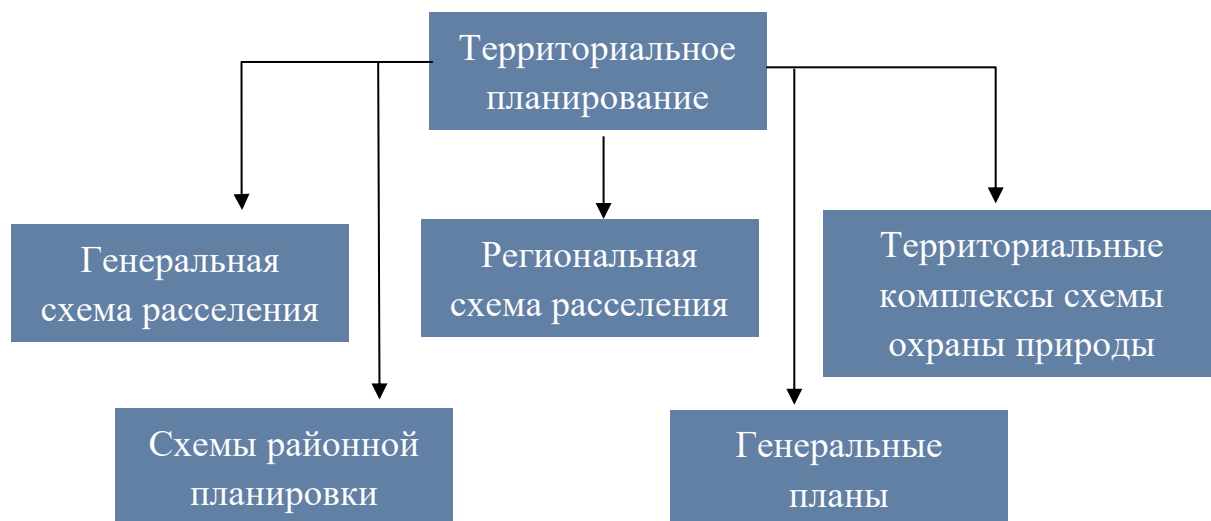 Территориальное
планирование
Генеральная
схема расселения
Региональная
схема расселения
Территориальные
комплексы схемы
охраны природы
Схемы районной
планировки
Генеральные
планы